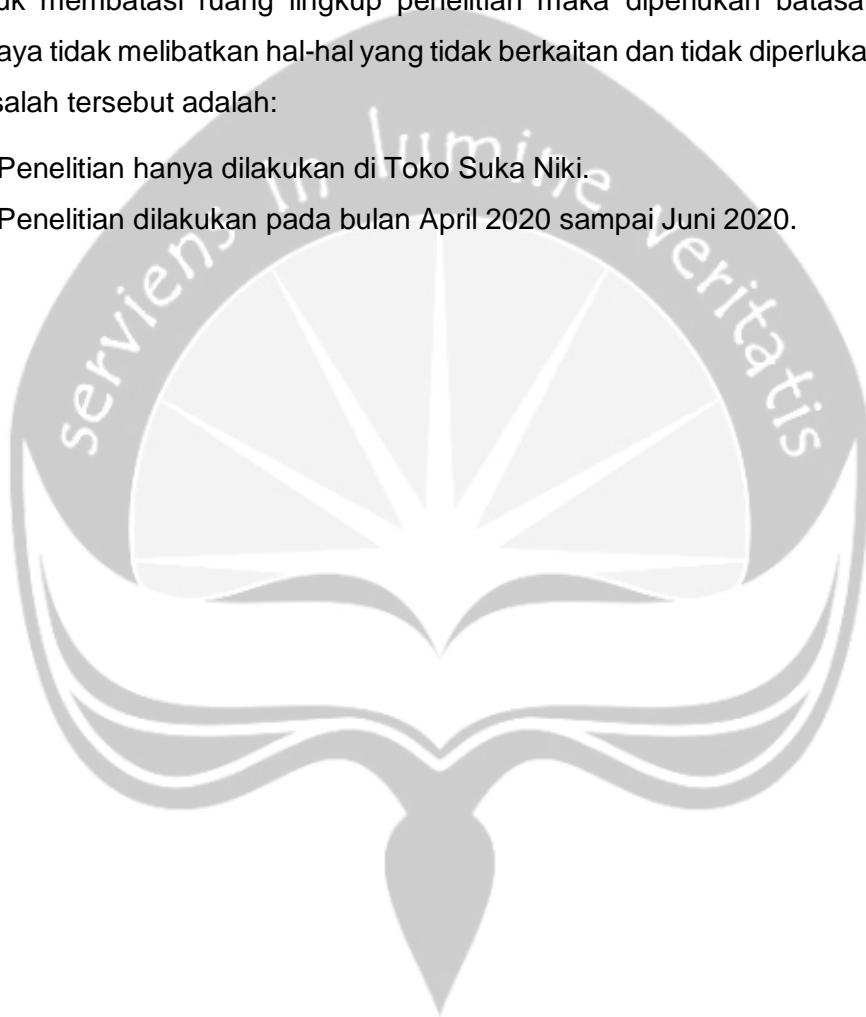 uk membatasi ruang lingkup penelitian maka diperlukan batasa
aya tidak melibatkan hal-hal yang tidak berkaitan dan tidak diperluka
salah tersebut adalah:
Penelitian hanya dilakukan di Toko Suka Niki.
Penelitian dilakukan pada bulan April 2020 sampai Juni 2020.
serviens in lumine veritatis